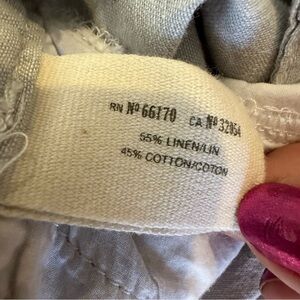 RN Nº 66170 CA Nº 32054
55% LINEN/LIN
45% COTTON/COTON